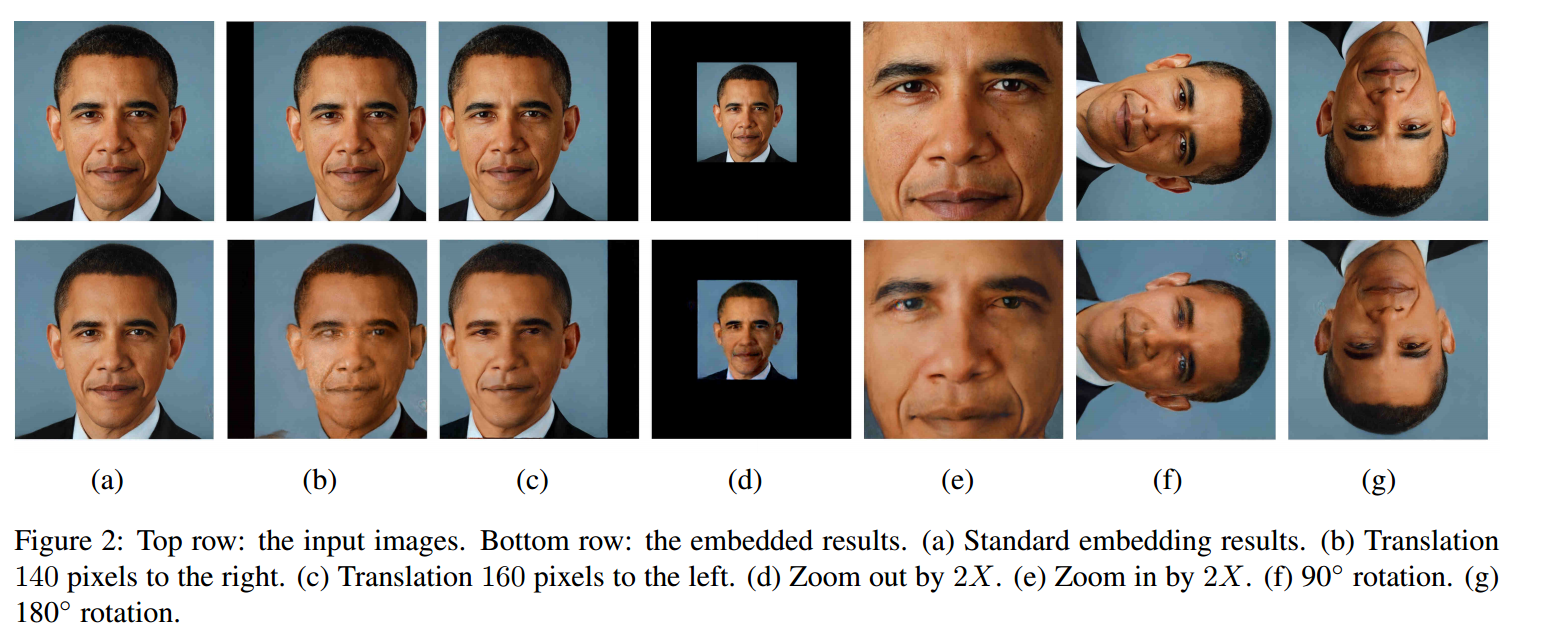 (a) (b) (c) (d) (e) (f) (g)
Figure 2: Top row: the input images. Bottom row: the embedded results. (a) Standard embedding results. (b) Translation
140 pixels to the right. (c) Translation 160 pixels to the left. (d) Zoom out by 2X. (e) Zoom in by 2X. (f) 90° rotation. (g)
180° rotation.